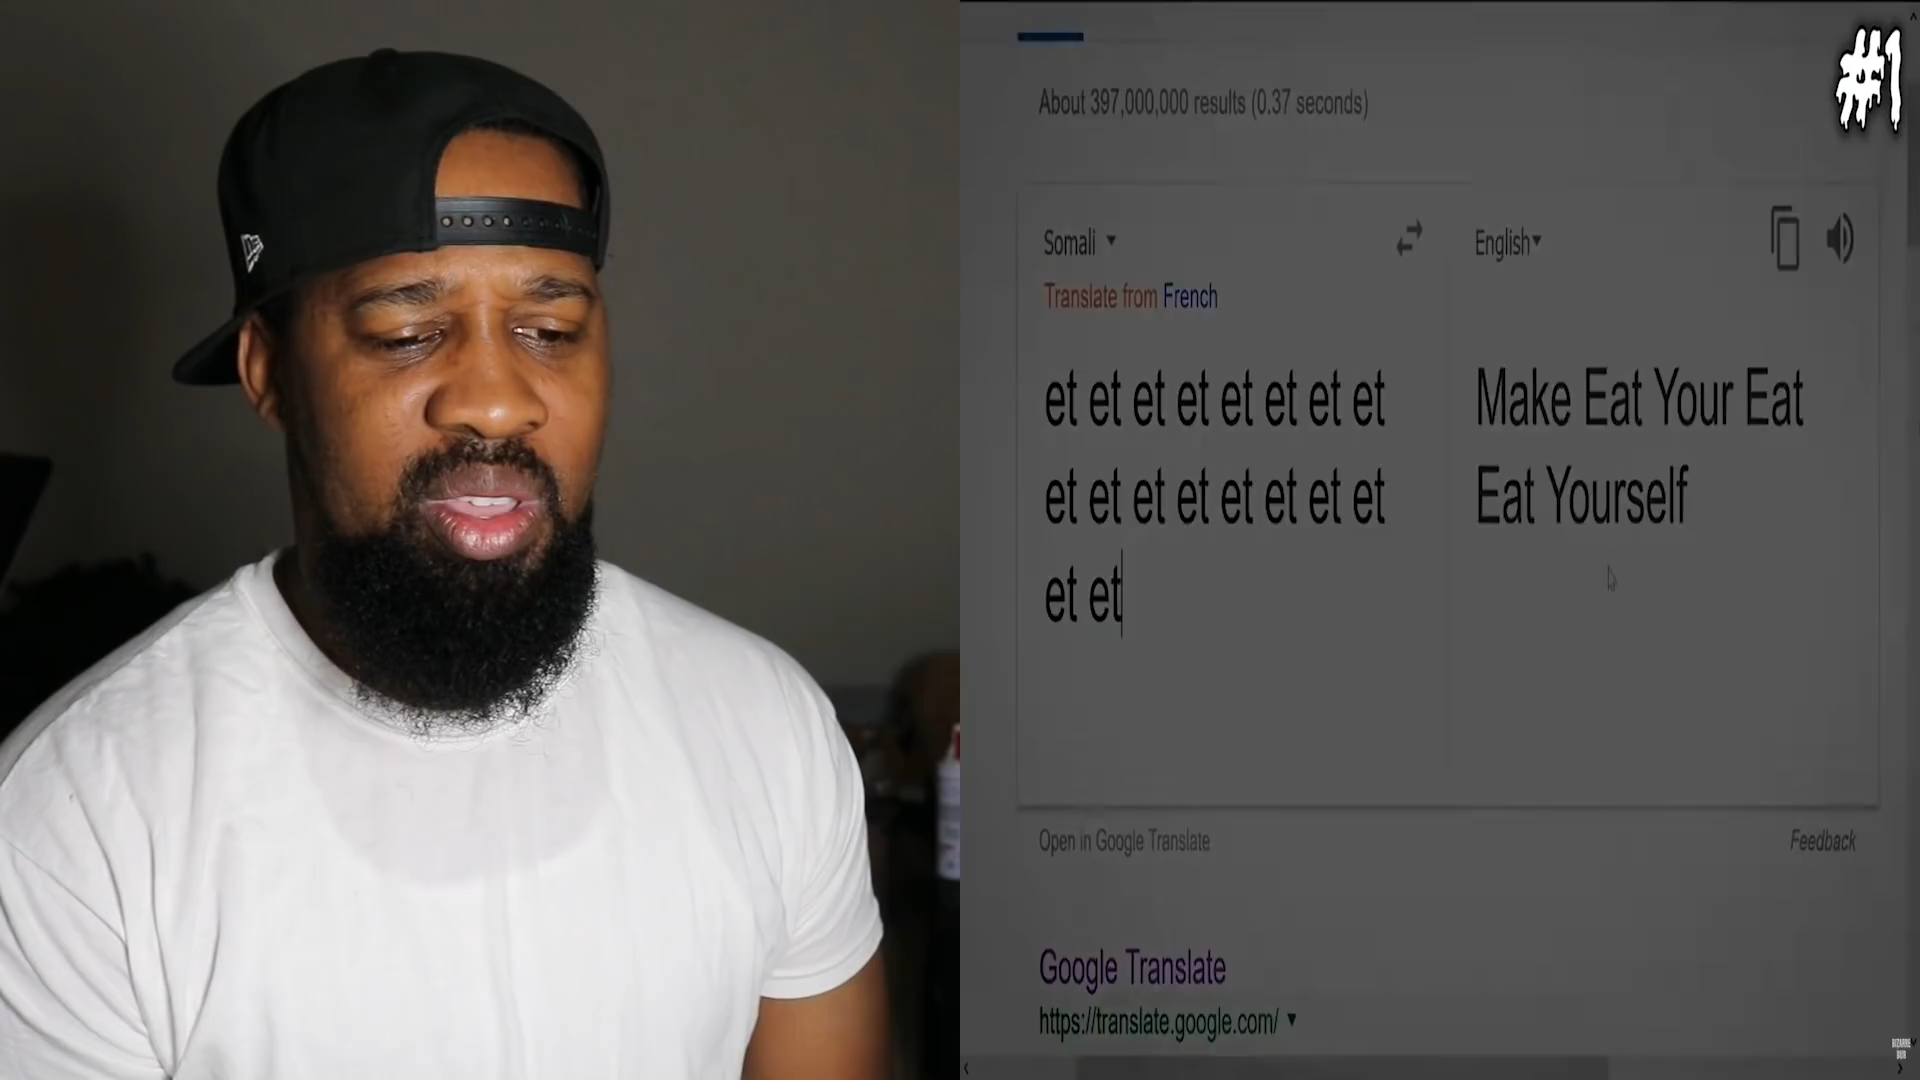 #1
About 397,000,000 results (0.37 seconds)
Somali
English
Translate from French
et et et et et et et et
et et et et et et et et
et et
Make Eat Your Eat
Eat Yourself
Open in Google Translate
Feedback
Google Translate
https://translate.google.com/
BIZARRE
BUB